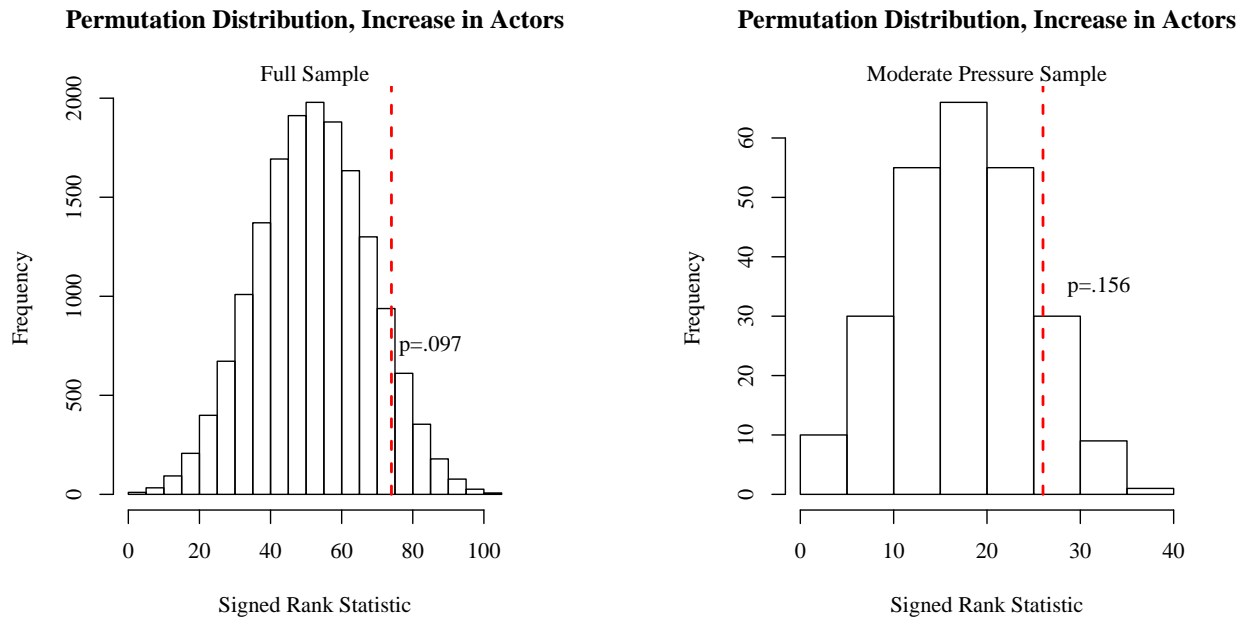 Permutation Distribution, Increase in Actors
Full Sample
Frequency
2000
1500
1000
500
0
p=.097
0 20 40 60 80 100
Signed Rank Statistic
Permutation Distribution, Increase in Actors
Moderate Pressure Sample
Frequency
60
50
40
30
20
10
0
p=.156
0 10 20 30 40
Signed Rank Statistic